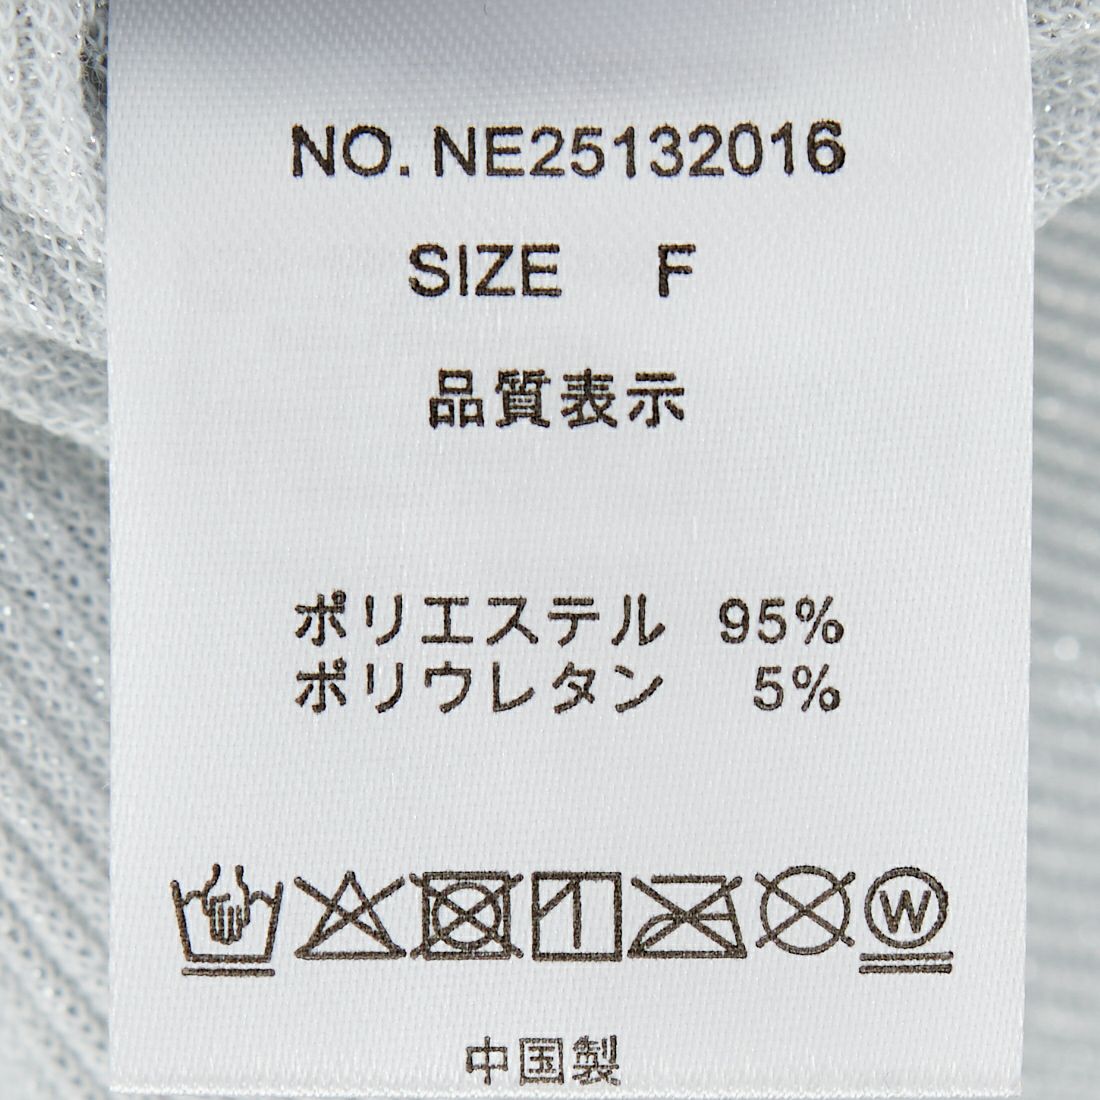 NO. NE25132016
SIZE F
品質表示
ポリエステル 95%
ポリウレタン 5%
W
中国製